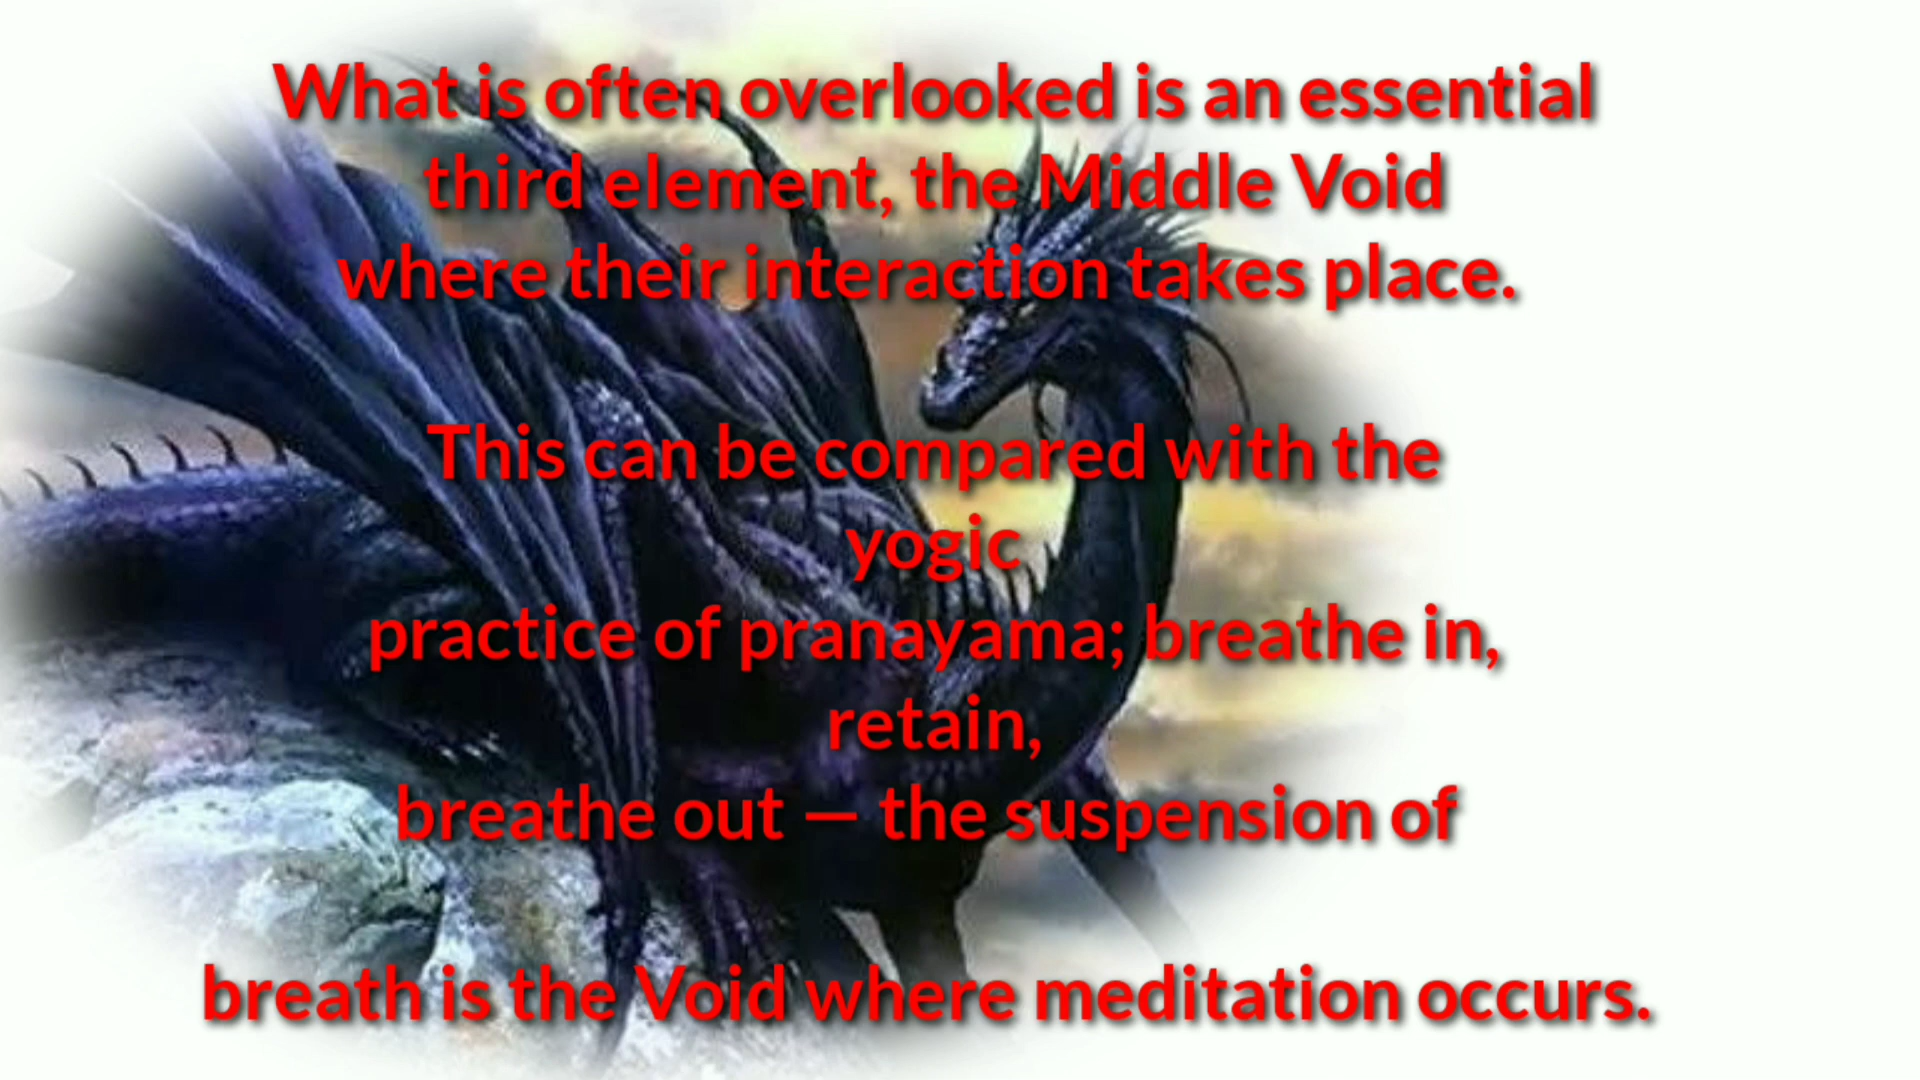 What is often overlooked is an essential
third element, the Middle Void
where their interaction takes place.
This can be compared with the
yogic
practice of pranayama; breathe in,
retain,
breathe out — the suspension of
breath is the Void where meditation occurs.